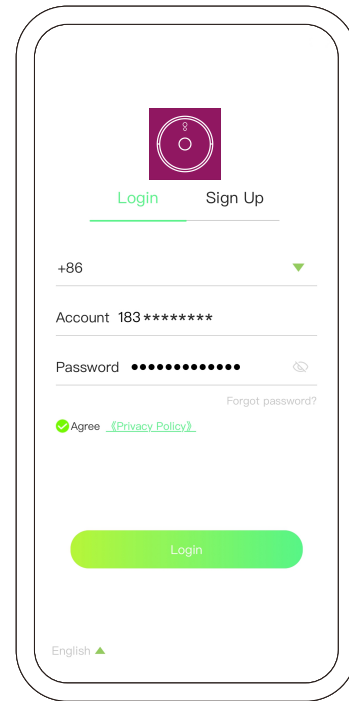 Login Sign Up
+86
Account 183********
Password ●●●●●●●●●●●●●
Forgot password?
Agree 《Privacy Policy》
Login
English